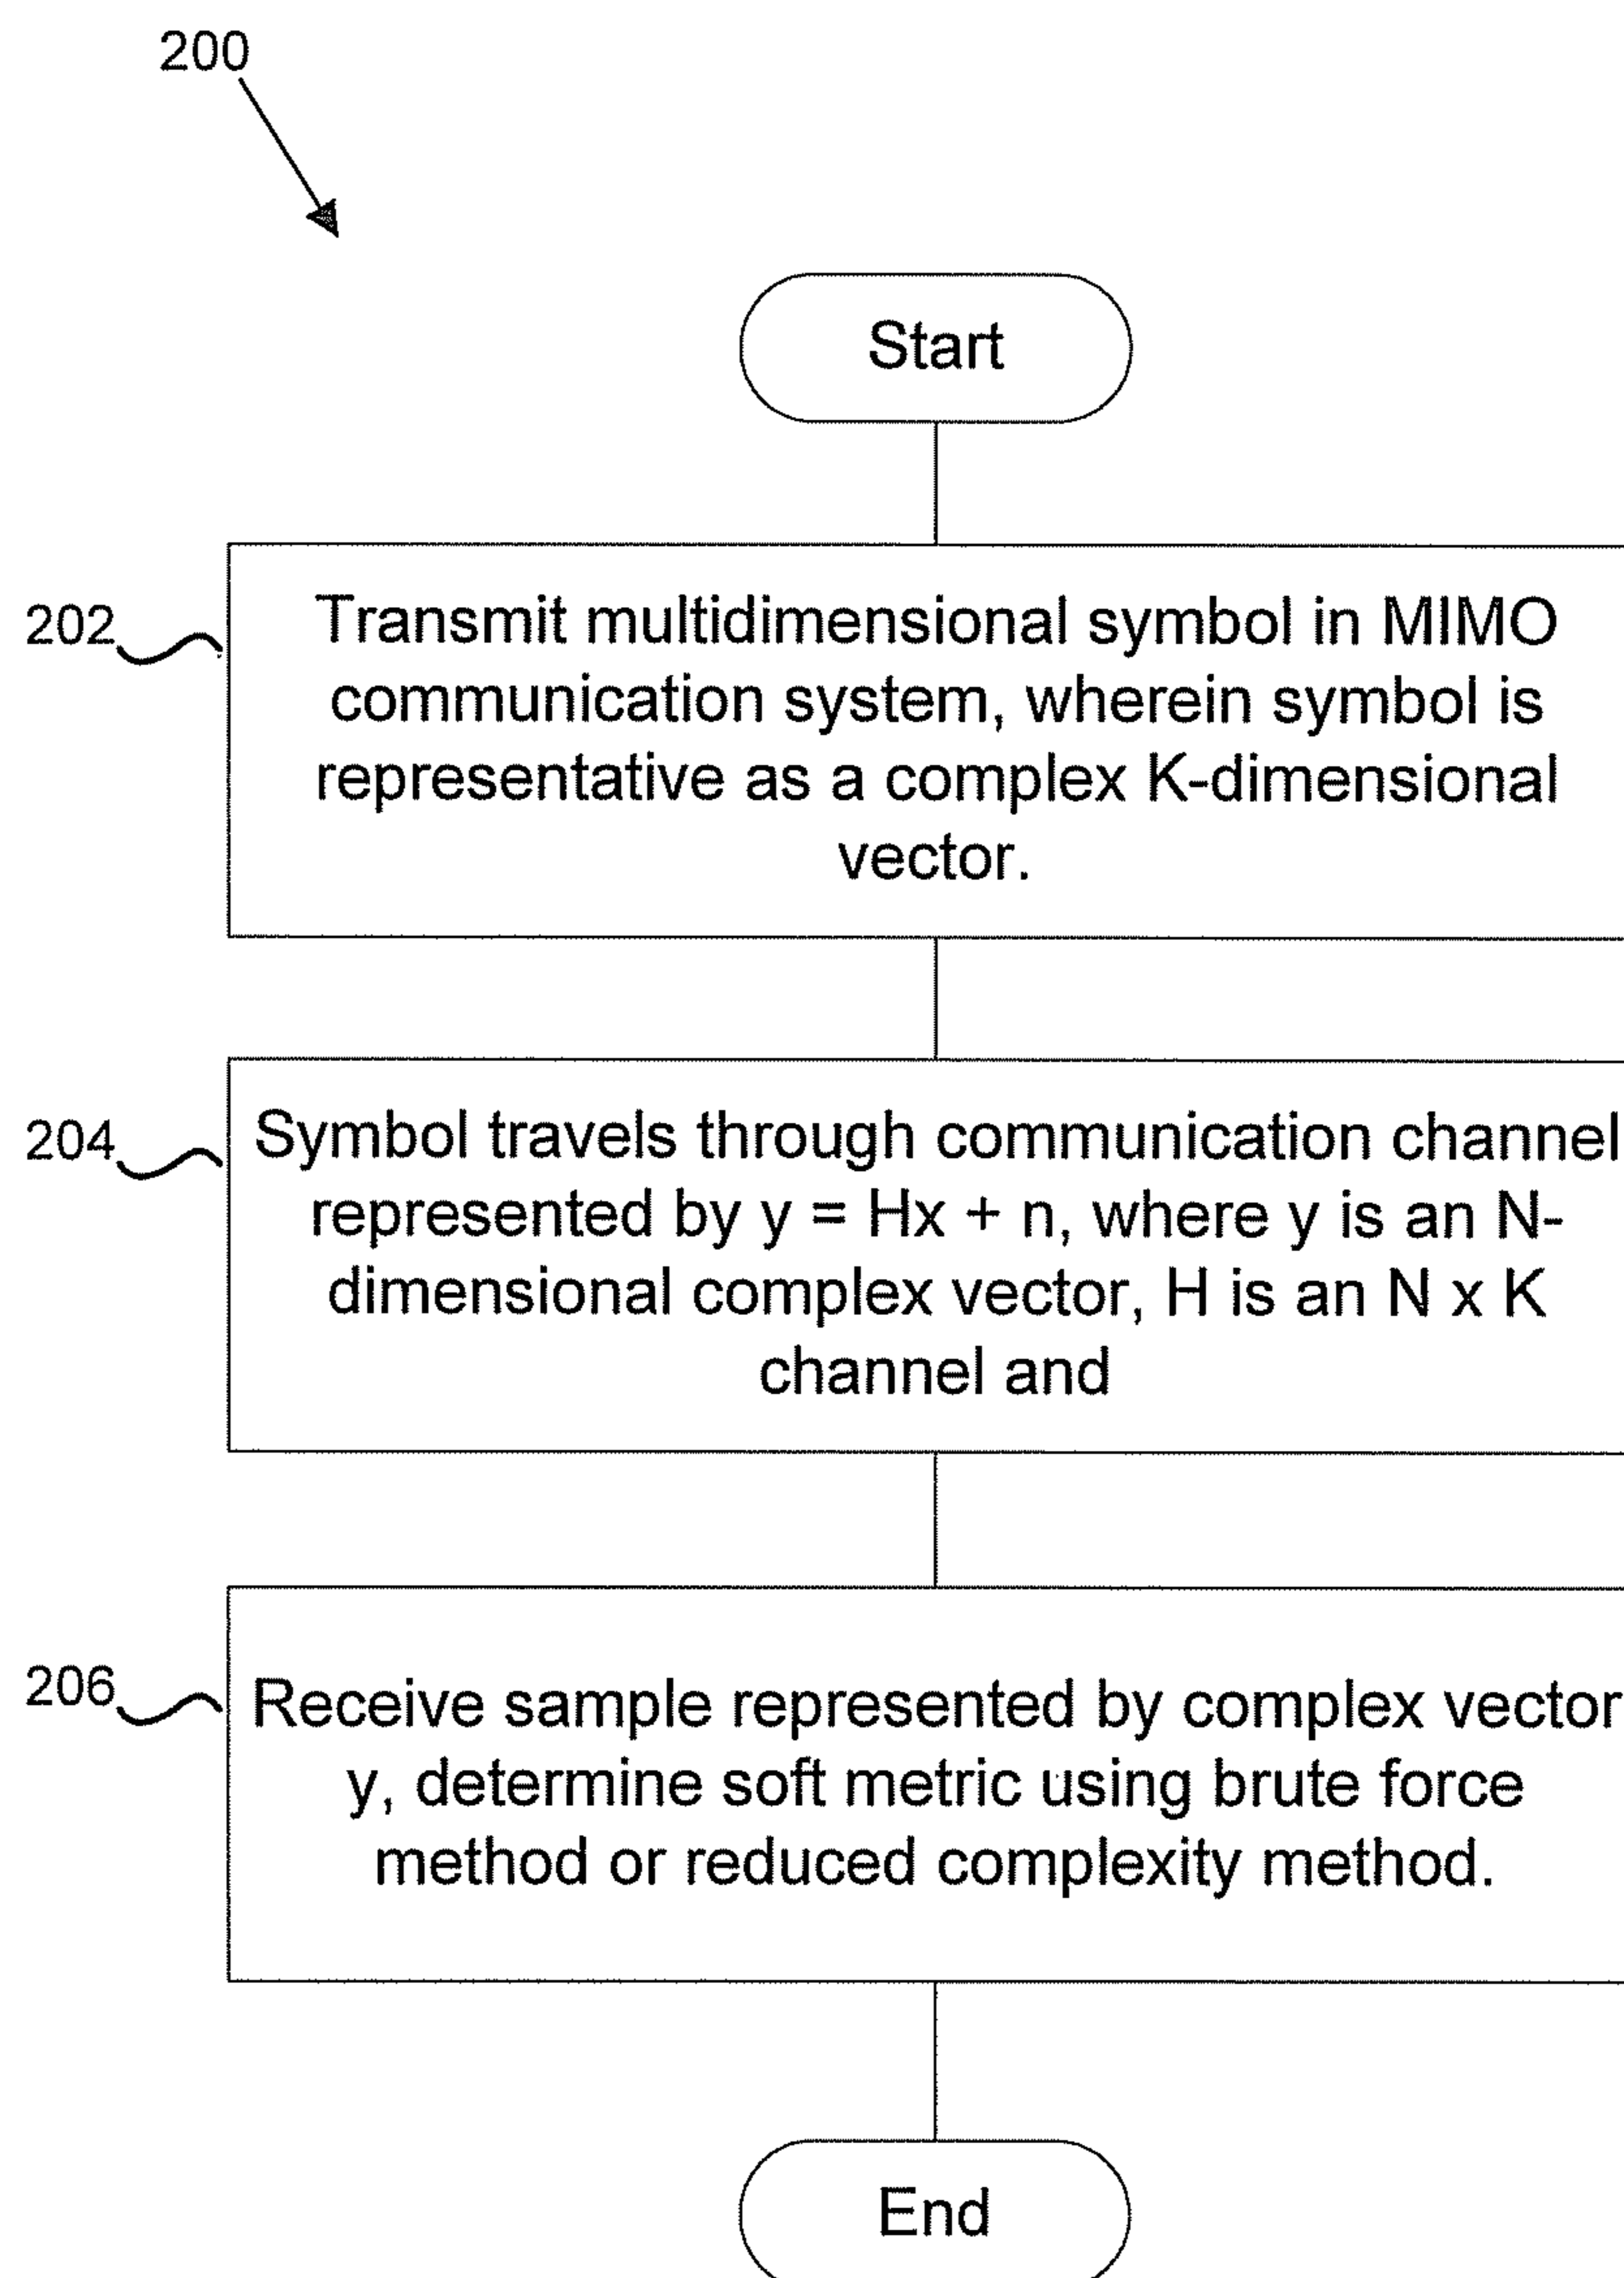 200
Start
202
Transmit multidimensional symbol in MIMO
communication system, wherein symbol is
representative as a complex K-dimensional
vector.
204
Symbol travels through communication channel
represented by y = Hx + n, where y is an N-
dimensional complex vector, H is an N x K
channel and
206
Receive sample represented by complex vector
y, determine soft metric using brute force
method or reduced complexity method.
End